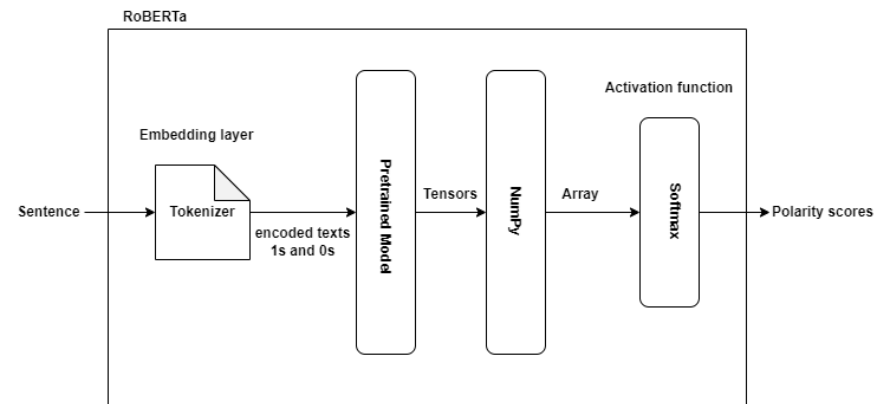 RoBERTa
Activation function
Embedding layer
Sentence
Tokenizer
encoded texts
1s and 0s
Pretrained Model
Tensors
NumPy
Array
Softmax
Polarity scores